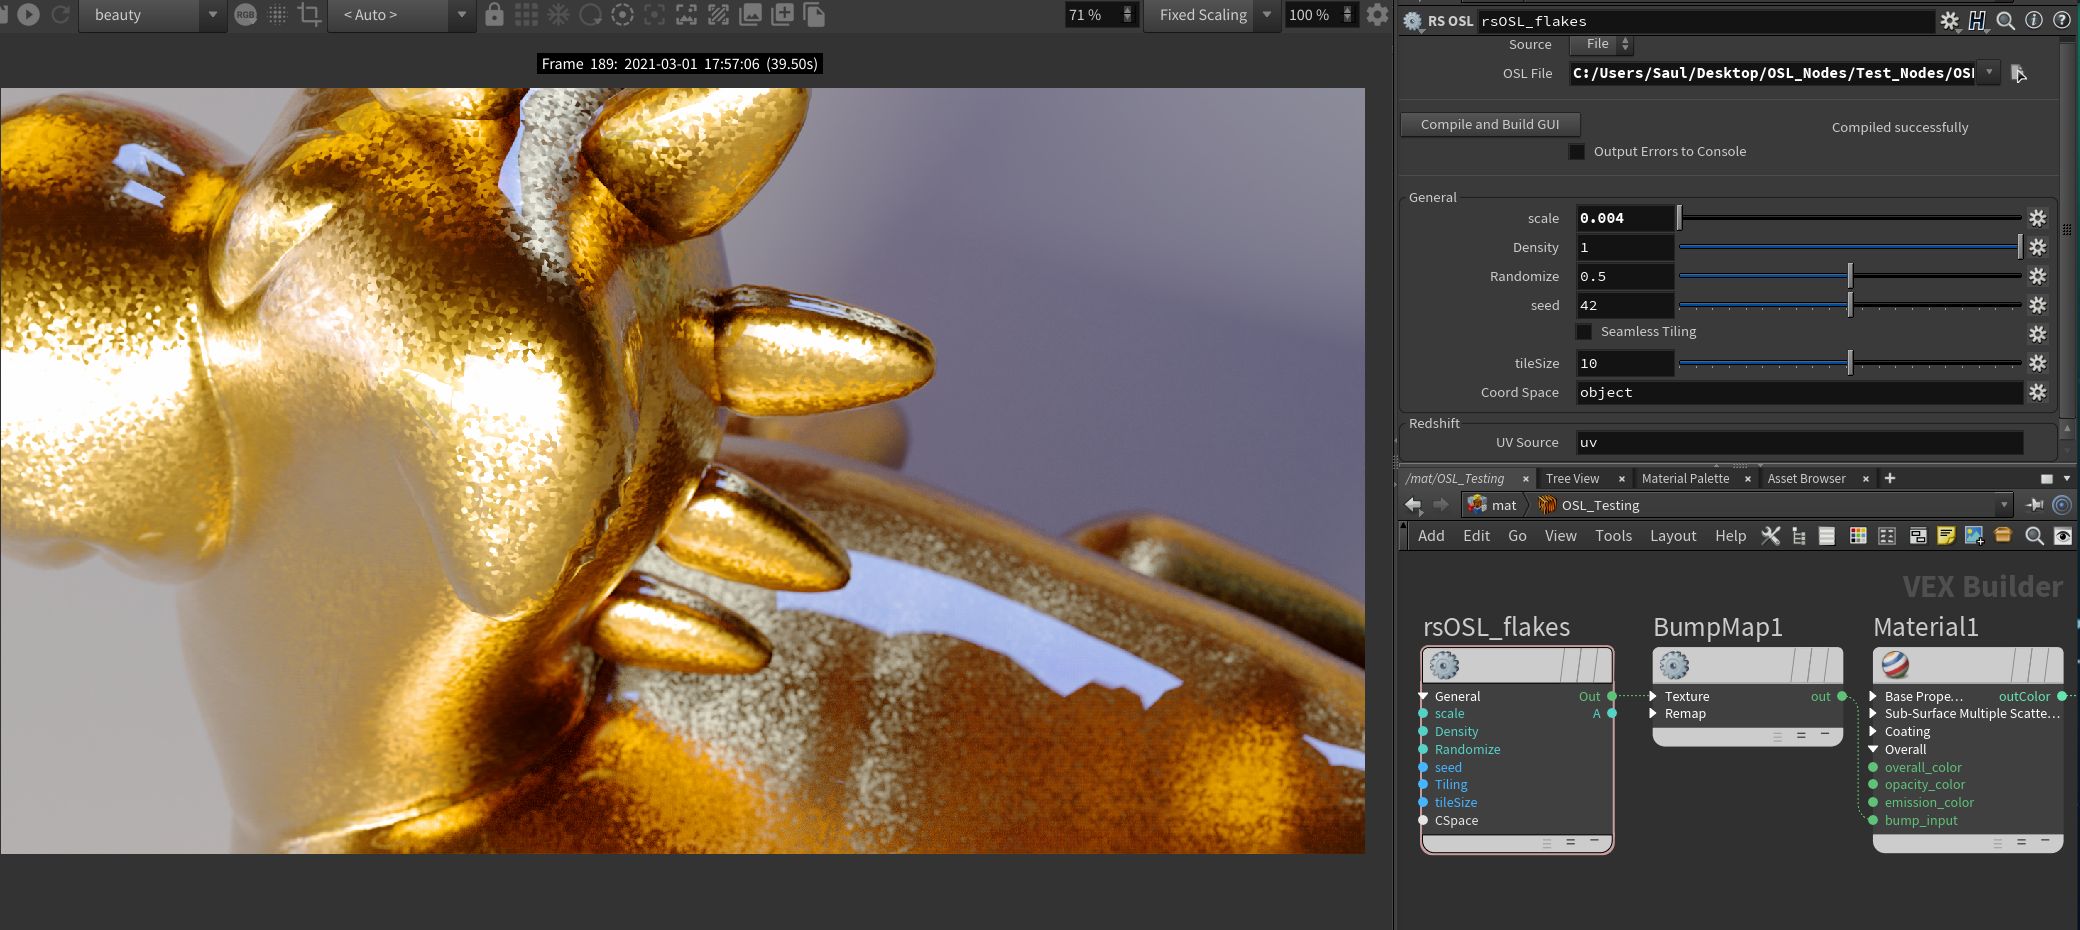 beauty
RGB
< Auto >
71 %
Fixed Scaling
100 %
Frame 189: 2021-03-01 17:57:06 (39.50s)
RS OSL rsOSL_flakes
Source File
OSL File C:/Users/Saul/Desktop/OSL_Nodes/Test_Nodes/OSl
Compile and Build GUI
Compiled successfully
Output Errors to Console
General
scale 0.004
Density 1
Randomize 0.5
seed 42
Seamless Tiling
tileSize 10
Coord Space object
Redshift
UV Source uv
/mat/OSL_Testing × Tree View × Material Palette × Asset Browser × +
mat OSL_Testing
Add Edit Go View Tools Layout Help
VEX Builder
rsOSL_flakes
General Out
scale A
Density
Randomize
seed
Tiling
tileSize
CSpace
BumpMap1
Texture out
Remap
Material1
Base Prope... outColor
Sub-Surface Multiple Scatte...
Coating
Overall
overall_color
opacity_color
emission_color
bump_input